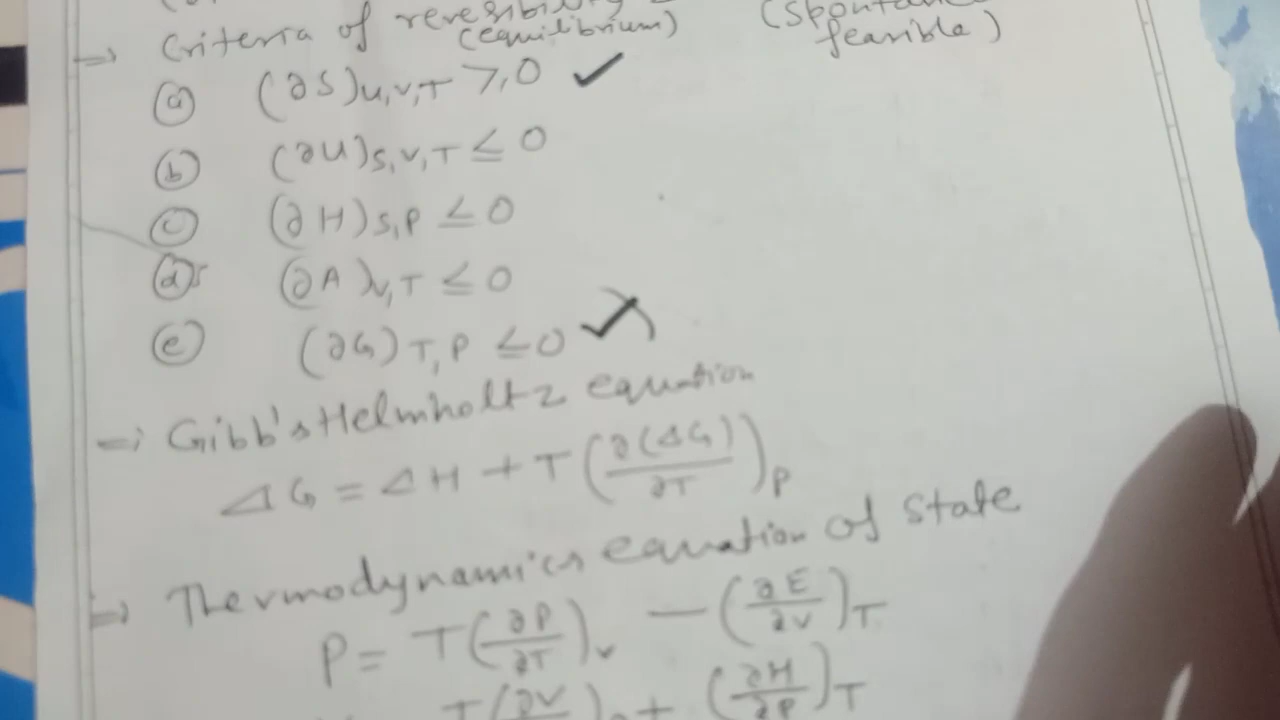 → Criteria of reversibility
(equilibrium) feasible)
(a) (∂S)u,v,T ≥, 0 ✓
(b) (∂U)s,v,T ≤ 0
(c) (∂H)s,P ≤ 0
(d) (∂A)v,T ≤ 0
(e) (∂G)T,P ≤ 0 ✓
→ Gibb's Helmholtz equation
ΔG = ΔH + T(∂(ΔG)/∂T)P
→ Thermodynamics equation of state
P = T(∂P/∂T)v − (∂E/∂V)T
T(∂V + (∂H/∂P)T